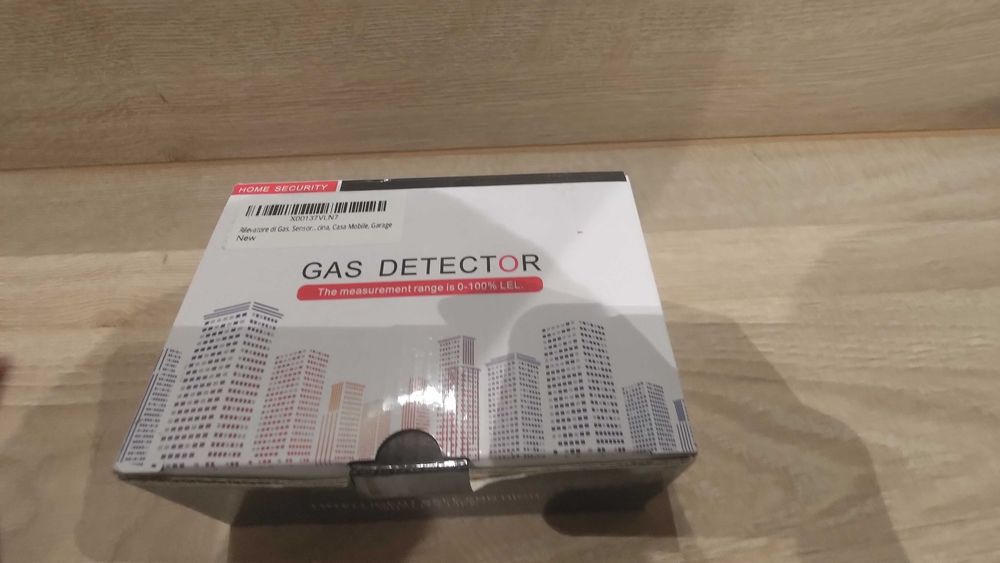 HOME SECURITY
X00137VLN7
Rilevatore di Gas, Sensor...cina, Casa Mobile, Garage
New
GAS DETECTOR
The measurement range is 0-100% LEL.